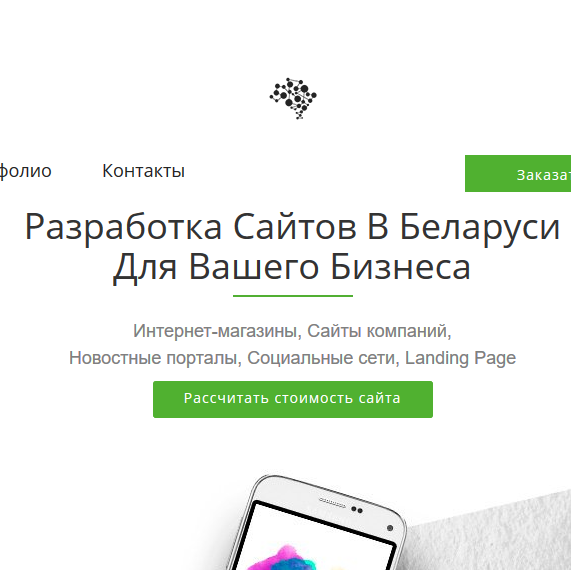 фолио Контакты Заказат
Разработка Сайтов В Беларуси
Для Вашего Бизнеса
Интернет-магазины, Сайты компаний,
Новостные порталы, Социальные сети, Landing Page
Рассчитать стоимость сайта